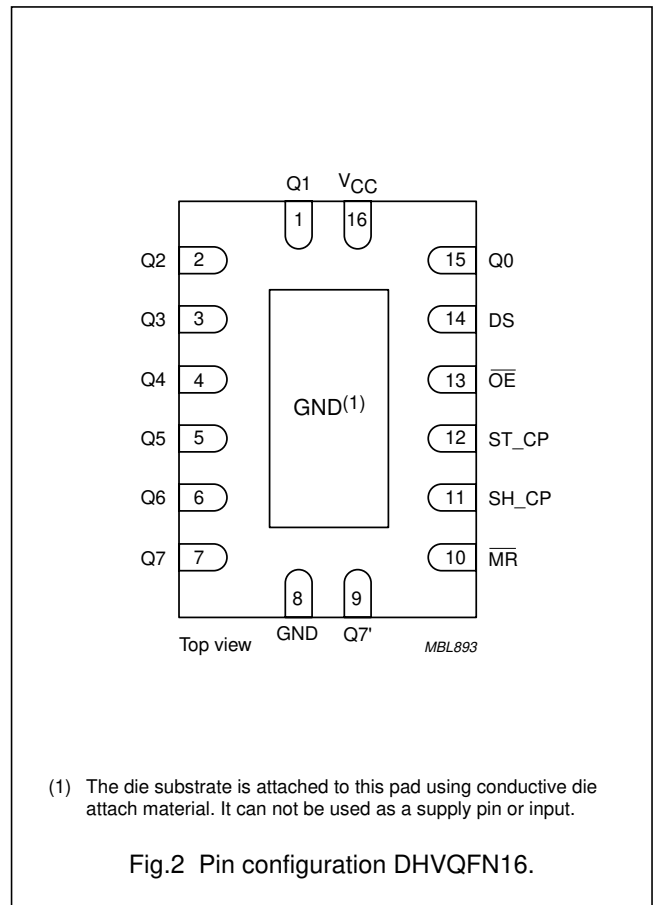 Q1 V_CC
1 16
Q2 2 15 Q0
Q3 3 14 DS
Q4 4 13 O̅E̅
GND(1)
Q5 5 12 ST_CP
Q6 6 11 SH_CP
Q7 7 10 M̅R̅
8 9
Top view GND Q7' MBL893
(1) The die substrate is attached to this pad using conductive die
attach material. It can not be used as a supply pin or input.
Fig.2 Pin configuration DHVQFN16.